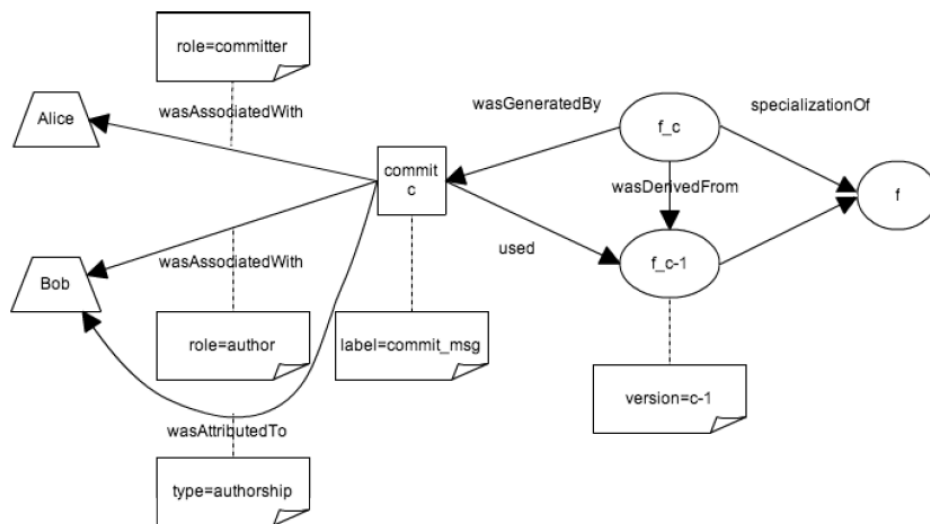 role=committer
wasAssociatedWith
Alice
wasGeneratedBy
specializationOf
f_c
commit
c
wasDerivedFrom
f
used
f_c-1
wasAssociatedWith
Bob
role=author
label=commit_msg
version=c-1
wasAttributedTo
type=authorship